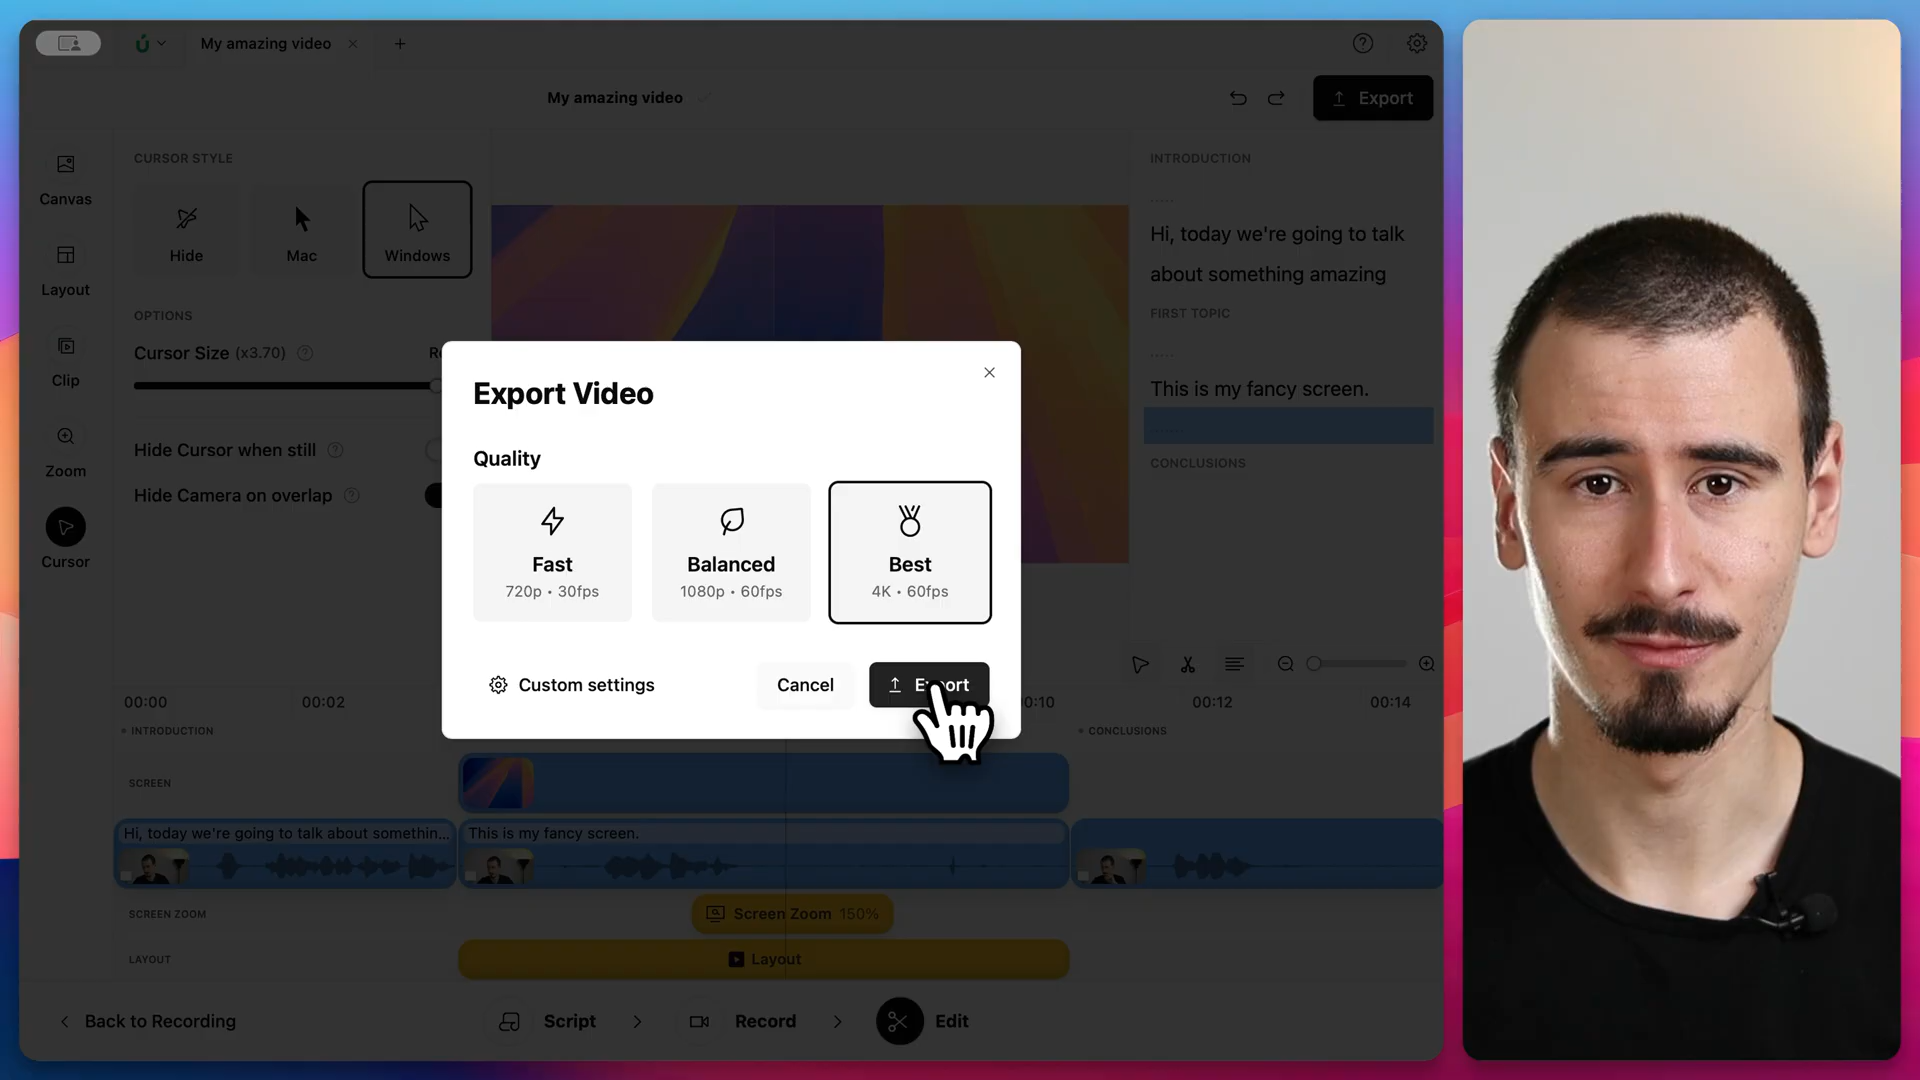 My amazing video
My amazing video
Export
Canvas
Layout
Clip
Zoom
Cursor
CURSOR STYLE
Hide
Mac
Windows
OPTIONS
Cursor Size (x3.70)
Hide Cursor when still
Hide Camera on overlap
INTRODUCTION
Hi, today we're going to talk
about something amazing
FIRST TOPIC
This is my fancy screen.
CONCLUSIONS
Export Video
Quality
Fast
720p • 30fps
Balanced
1080p • 60fps
Best
4K • 60fps
Custom settings
Cancel
Export
00:00
00:02
00:12
00:14
INTRODUCTION
CONCLUSIONS
SCREEN
Hi, today we're going to talk about somethin...
This is my fancy screen.
SCREEN ZOOM
Screen Zoom 150%
LAYOUT
Layout
Back to Recording
Script
Record
Edit